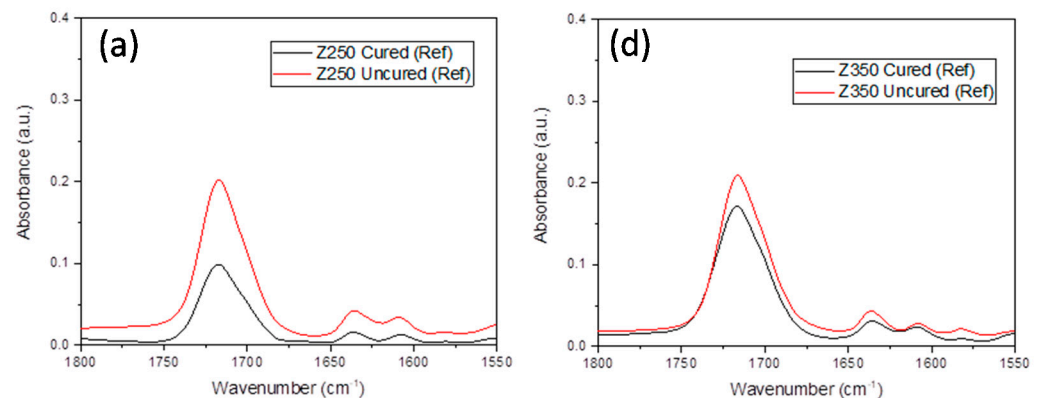 (a)
Z250 Cured (Ref)
Z250 Uncured (Ref)
0.4
0.3
0.2
0.1
0.0
Absorbance (a.u.)
1800
1750
1700
1650
1600
1550
Wavenumber (cm⁻¹)
(d)
Z350 Cured (Ref)
Z350 Uncured (Ref)
0.4
0.3
0.2
0.1
0.0
Absorbance (a.u.)
1800
1750
1700
1650
1600
1550
Wavenumber (cm⁻¹)